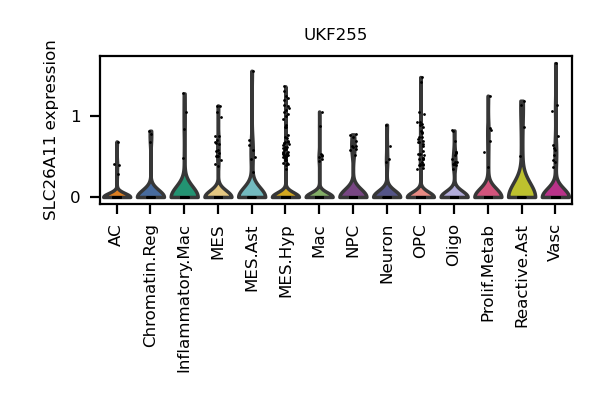 UKF255
SLC26A11 expression
1
0
AC
Chromatin.Reg
Inflammatory.Mac
MES
MES.Ast
MES.Hyp
Mac
NPC
Neuron
OPC
Oligo
Prolif.Metab
Reactive.Ast
Vasc